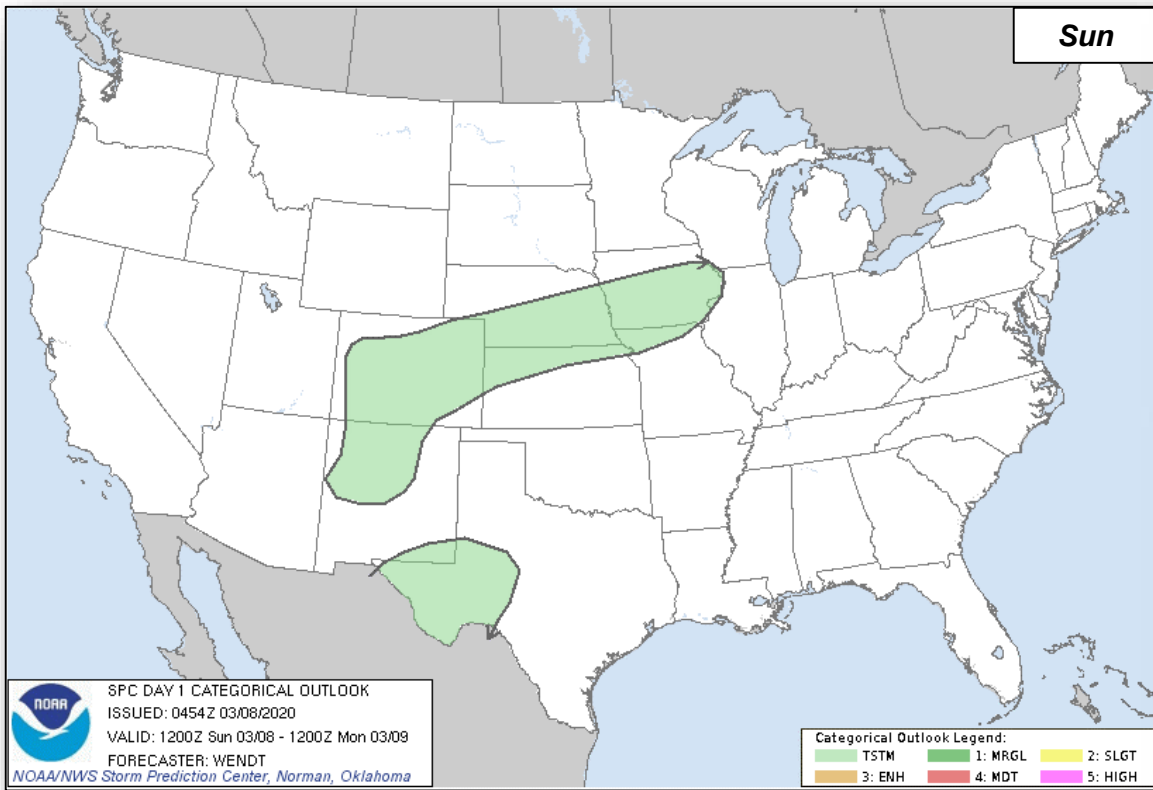 Sun
NOAA
SPC DAY 1 CATEGORICAL OUTLOOK
ISSUED: 0454Z 03/08/2020
VALID: 1200Z Sun 03/08 - 1200Z Mon 03/09
FORECASTER: WENDT
NOAA/NWS Storm Prediction Center, Norman, Oklahoma
Categorical Outlook Legend:
TSTM 1: MRGL 2: SLGT
3: ENH 4: MDT 5: HIGH